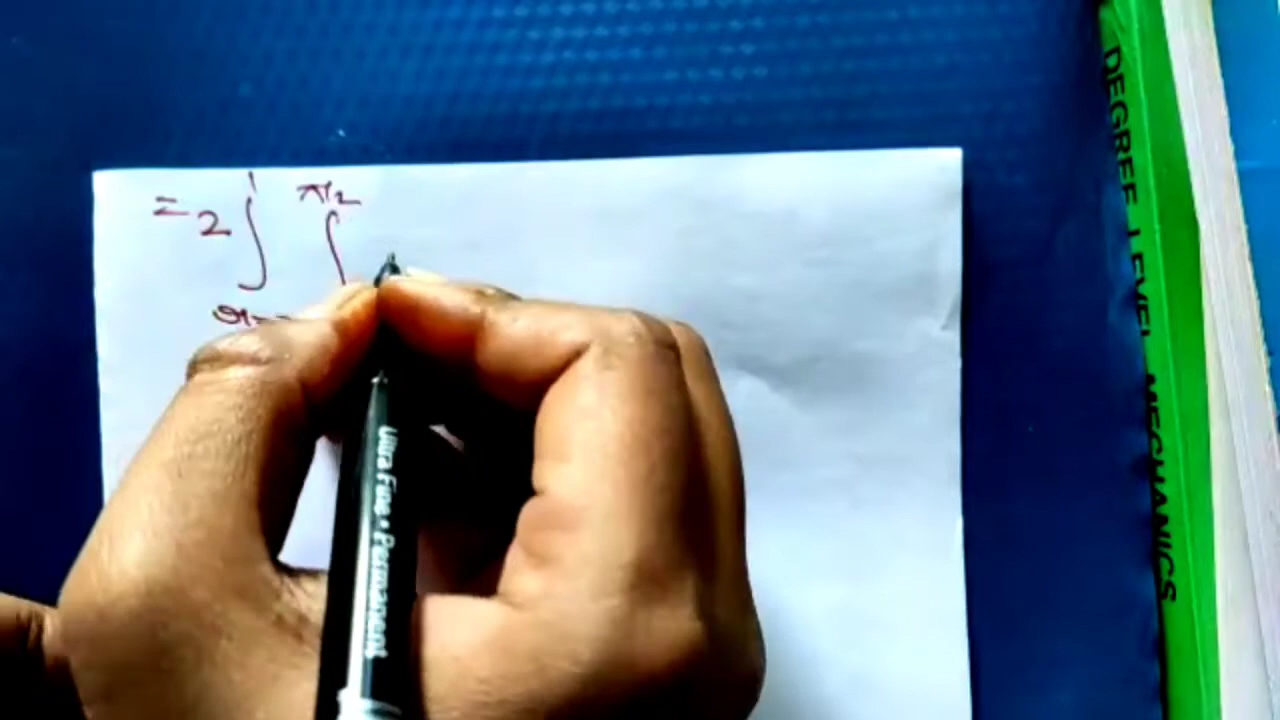 = 2 ∫ 1 ∫ π/2
Ultra Fine • Permanent
DEGREE LEVEL MECHANICS